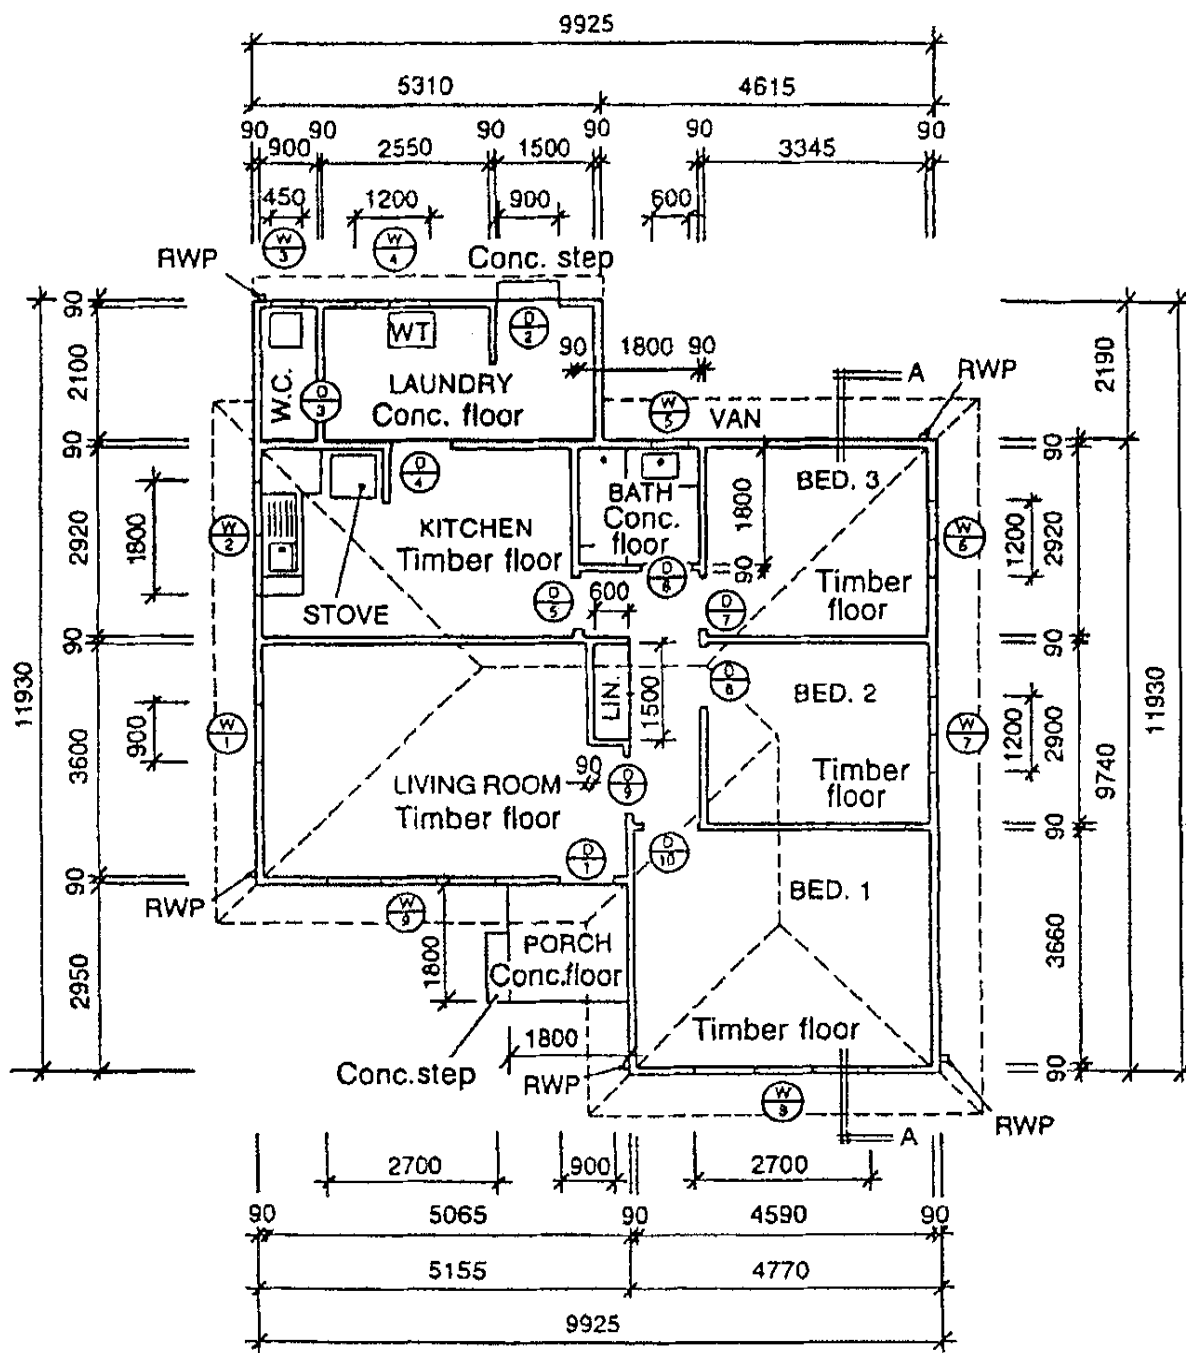 9925
5310 4615
90 90 90 90 90
900 2550 1500 3345
450 1200 900 600
W 3
W 4
RWP
Conc. step
WT
D 2
90 1800 90
A
RWP
W.C.
D 3
LAUNDRY
Conc. floor
W 5
VAN
90
2100
90
2190
D 4
BED. 3
BATH
Conc.
floor
1800
KITCHEN
Timber floor
W 2
1800
2920
W 6
1200
2920
90
Timber
floor
STOVE
D 5
600
D 6
90
D 7
90
90
11930
11930
LIN.
1500
D 8
BED. 2
W 1
900
3600
W 7
1200
2900
9740
LIVING ROOM
Timber floor
90
D 9
Timber
floor
90
D 1
D 10
90
BED. 1
RWP
W 9
PORCH
Conc.floor
1800
2950
3660
Timber floor
1800
Conc.step
RWP
90
W 8
RWP
A
2700 900 2700
90 5065 90 4590 90
5155 4770
9925